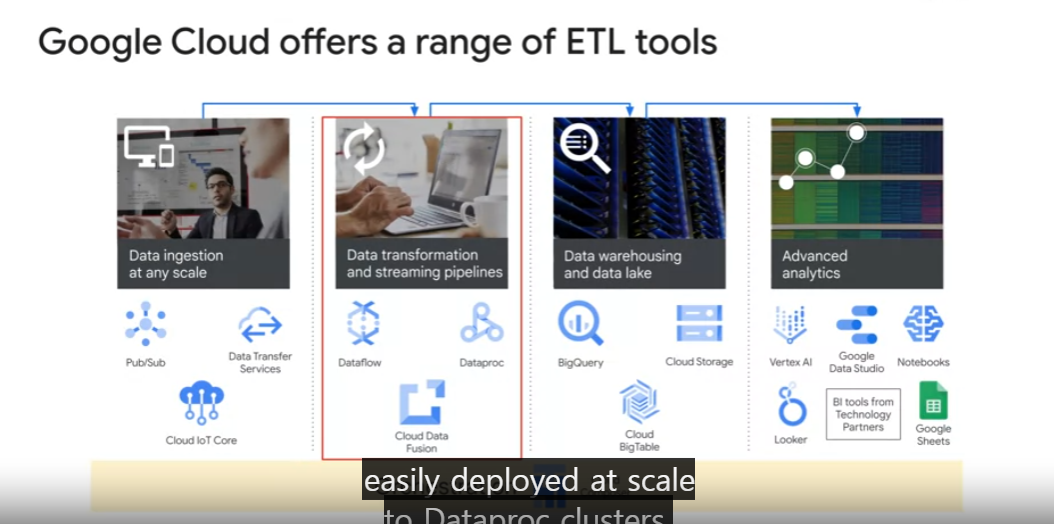 Google Cloud offers a range of ETL tools
Data ingestion
at any scale
Data transformation
and streaming pipelines
Data warehousing
and data lake
Advanced
analytics
Pub/Sub
Data Transfer
Services
Cloud IoT Core
Dataflow
Dataproc
Cloud Data
Fusion
BigQuery
Cloud Storage
Cloud
BigTable
Vertex AI
Google
Data Studio
Notebooks
Looker
BI tools from
Technology
Partners
Google
Sheets
easily deployed at scale
to Dataproc clusters